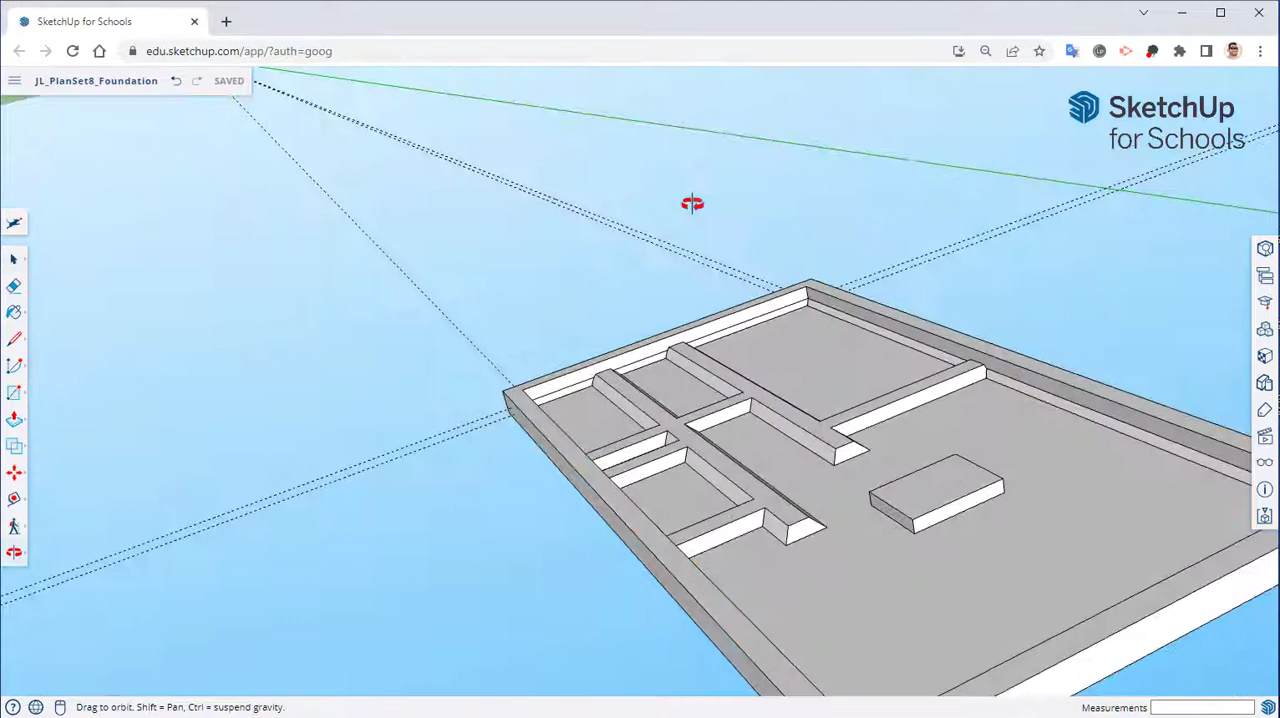 SketchUp for Schools
edu.sketchup.com/app/?auth=goog
JL_PlanSet8_Foundation
SAVED
SketchUp
for Schools
Drag to orbit. Shift = Pan, Ctrl = suspend gravity.
Measurements